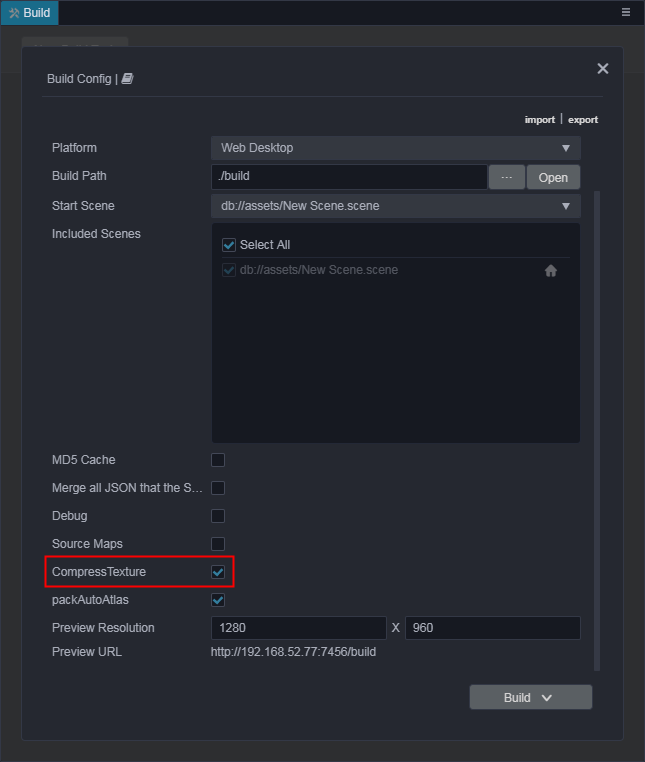 Build
Build Config |
import | export
Platform Web Desktop
Build Path ./build ... Open
Start Scene db://assets/New Scene.scene
Included Scenes
Select All
db://assets/New Scene.scene
MD5 Cache
Merge all JSON that the S...
Debug
Source Maps
CompressTexture
packAutoAtlas
Preview Resolution 1280 X 960
Preview URL http://192.168.52.77:7456/build
Build